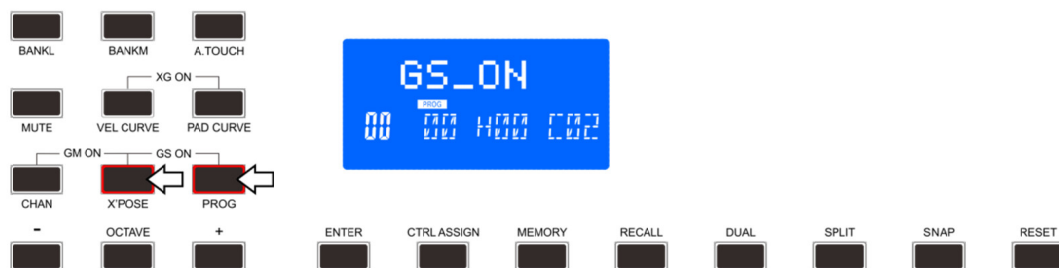 BANKL BANKM A.TOUCH
XG ON
MUTE VEL CURVE PAD CURVE
GM ON GS ON
CHAN X'POSE PROG
- OCTAVE +
GS_ON
PROG
00 00 H00 C02
ENTER CTRL ASSIGN MEMORY RECALL DUAL SPLIT SNAP RESET